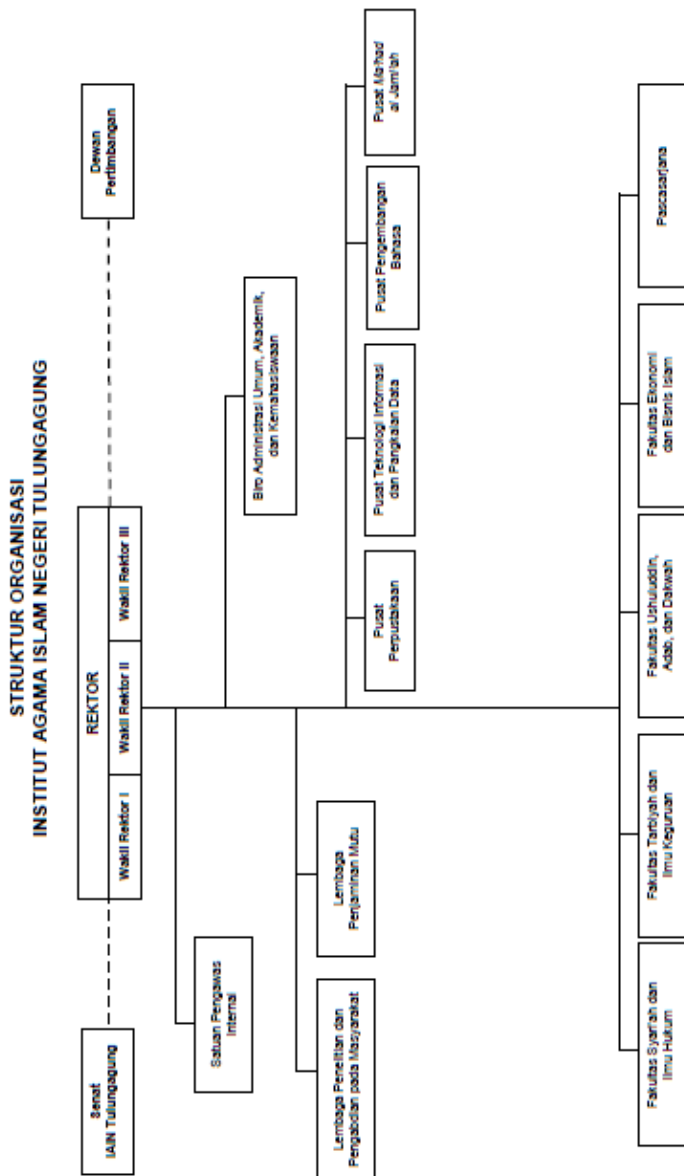 STRUKTUR ORGANISASI
INSTITUT AGAMA ISLAM NEGERI TULUNGAGUNG
Senat
IAIN Tulungagung
REKTOR
Wakil Rektor I
Wakil Rektor II
Wakil Rektor III
Dewan
Pertimbangan
Satuan Pengawas
Internal
Biro Administrasi Umum, Akademik,
dan Kemahasiswaan
Lembaga Penelitian dan
Pengabdian pada Masyarakat
Lembaga
Penjaminan Mutu
Pusat
Perpustakaan
Pusat Teknologi Informasi
dan Pangkalan Data
Pusat Pengembangan
Bahasa
Pusat Ma'had
al Jami'ah
Fakultas Syari'ah dan
Ilmu Hukum
Fakultas Tarbiyah dan
Ilmu Keguruan
Fakultas Ushuluddin,
Adab, dan Dakwah
Fakultas Ekonomi
dan Bisnis Islam
Pascasarjana